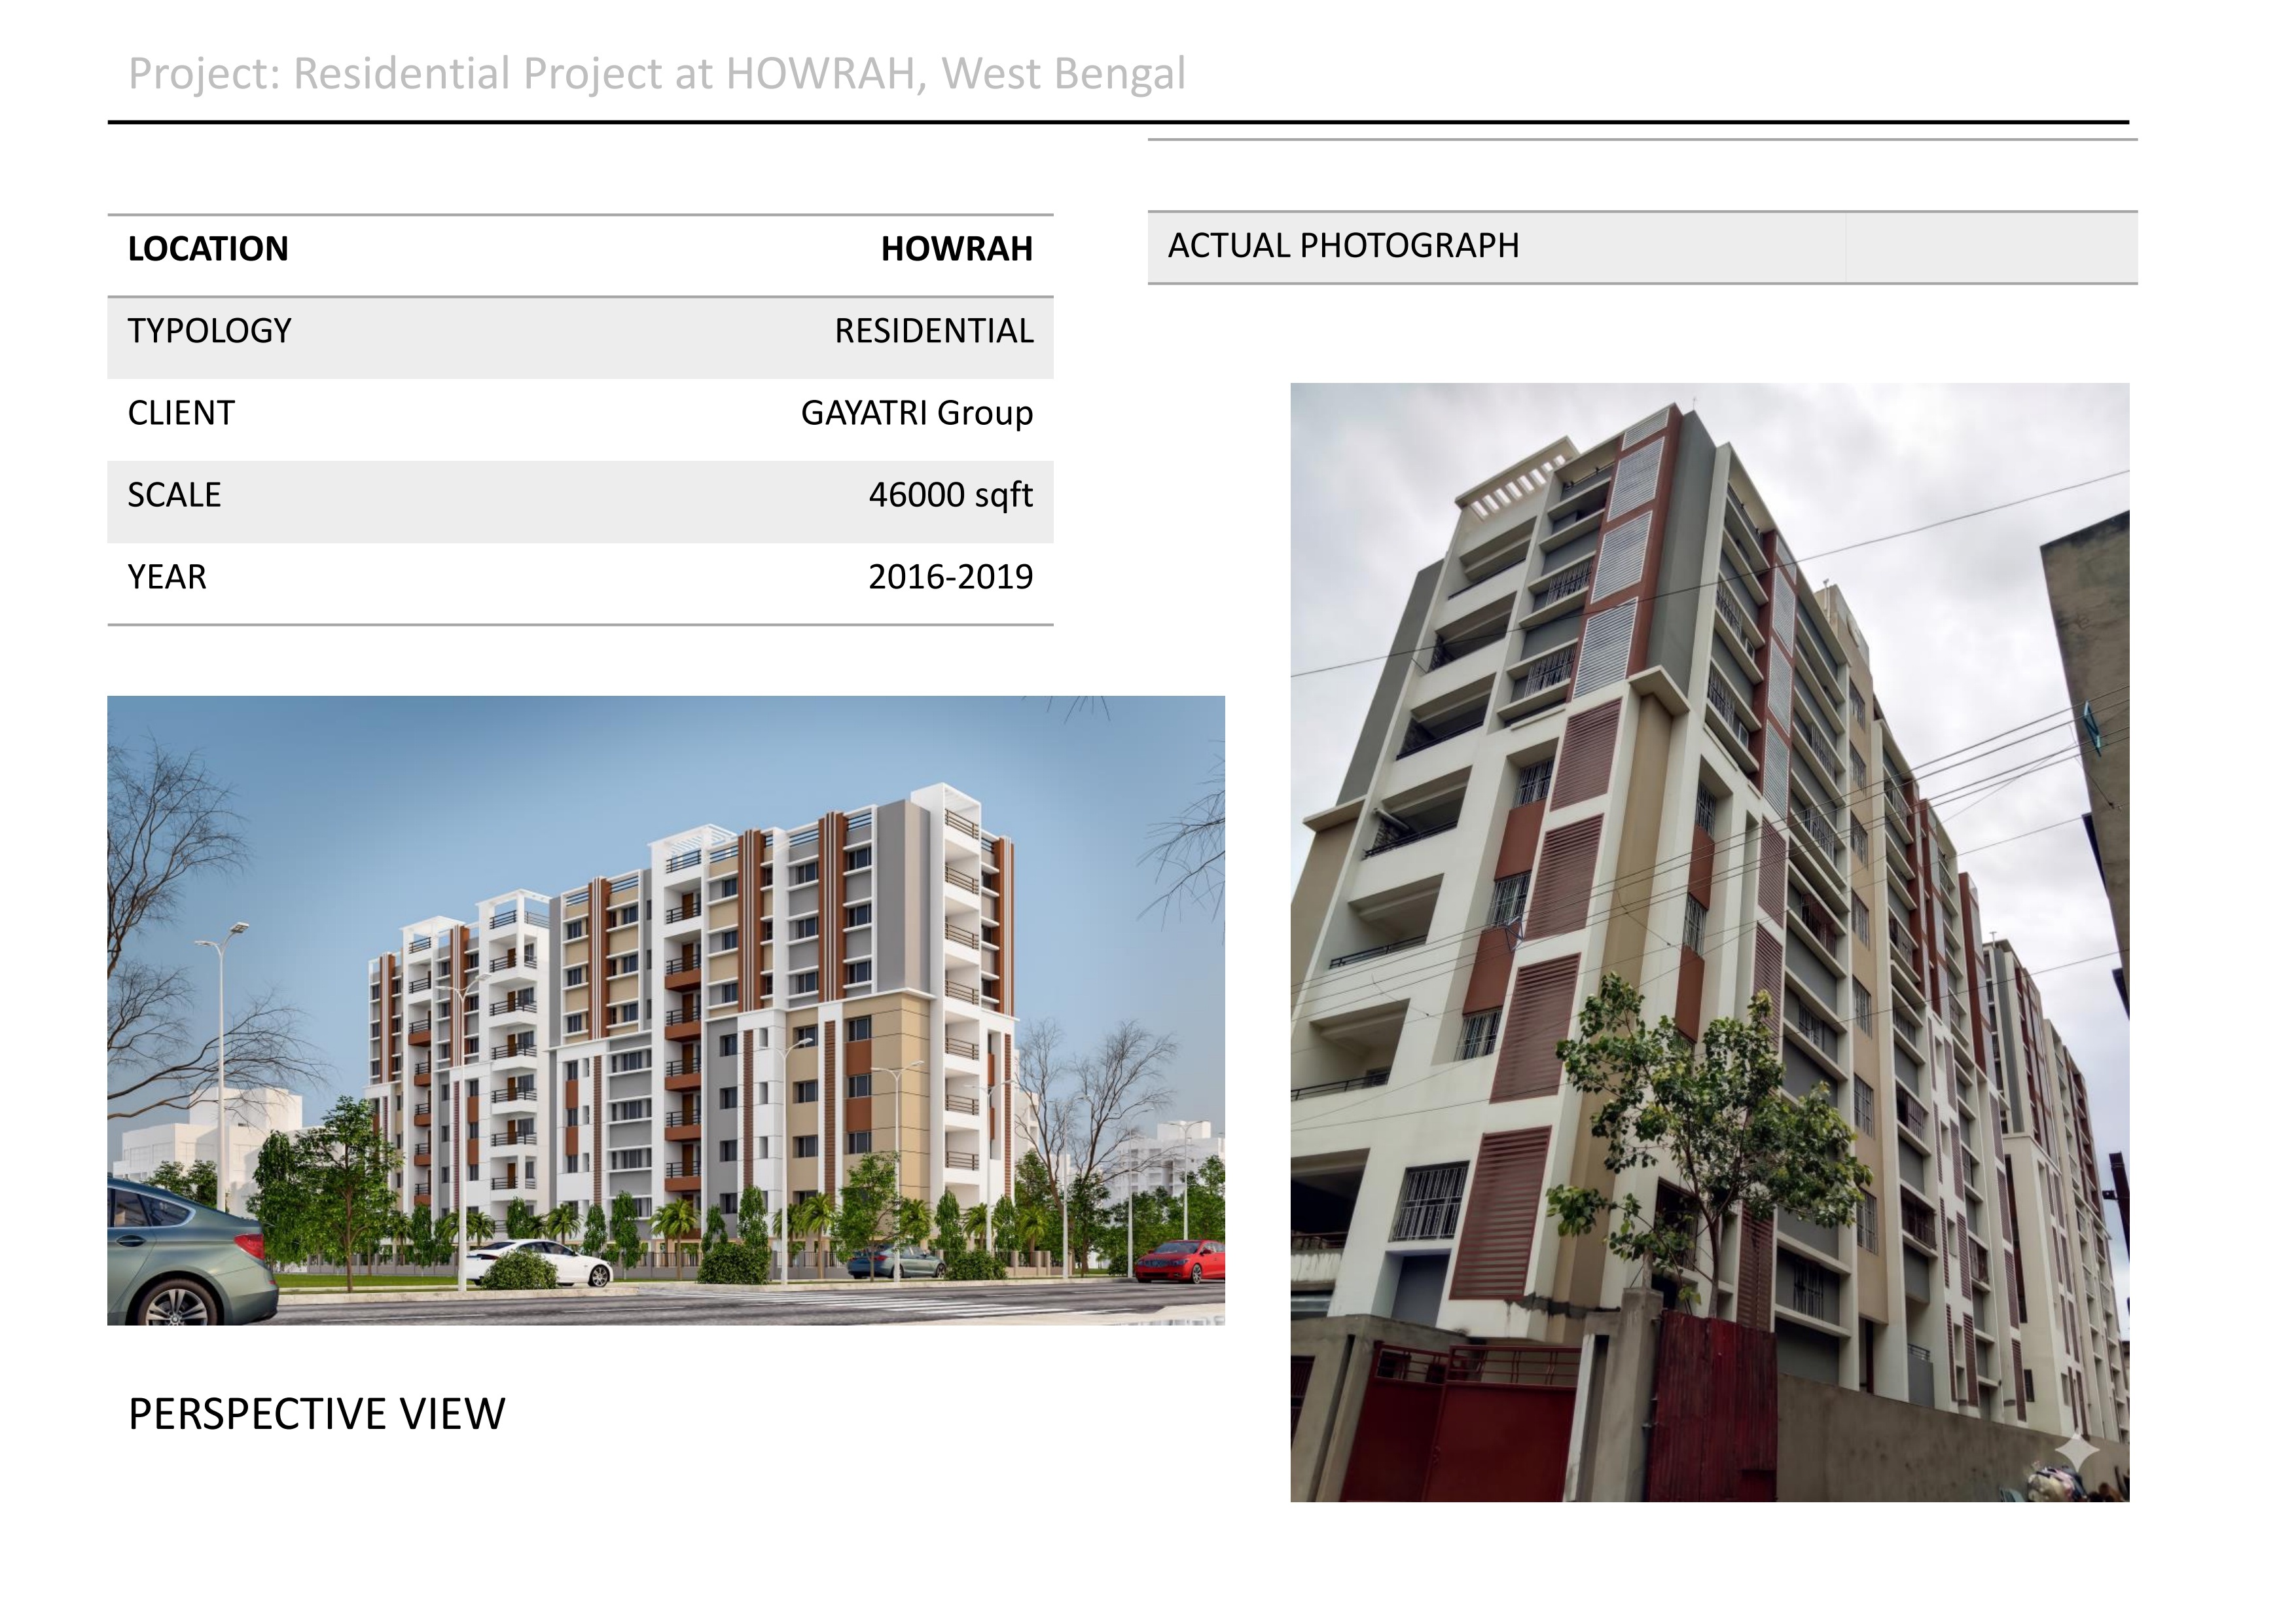 Project: Residential Project at HOWRAH, West Bengal
LOCATION HOWRAH
TYPOLOGY RESIDENTIAL
CLIENT GAYATRI Group
SCALE 46000 sqft
YEAR 2016-2019
ACTUAL PHOTOGRAPH
PERSPECTIVE VIEW